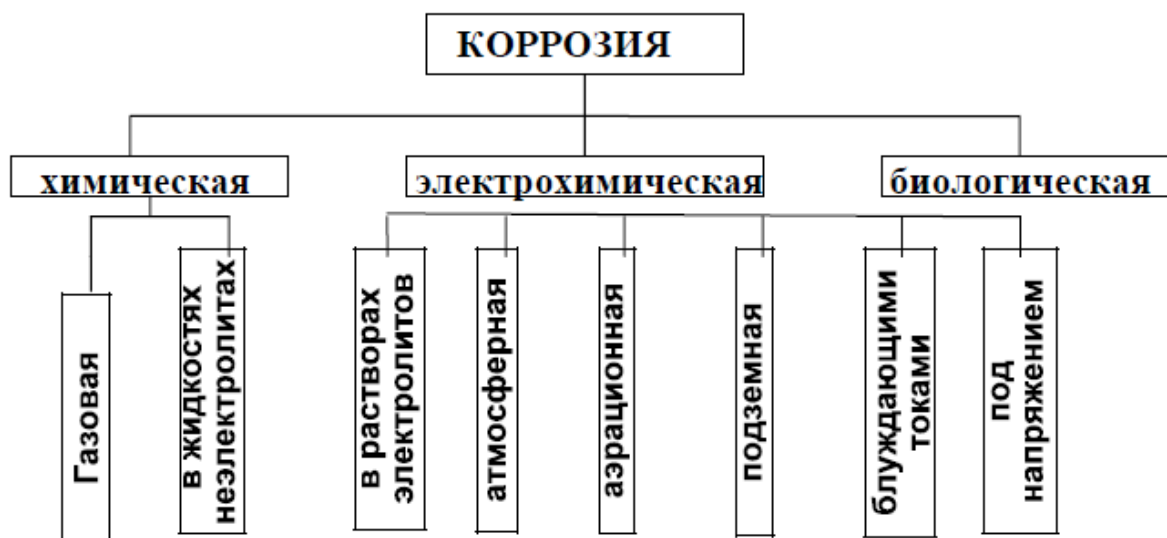 КОРРОЗИЯ
химическая
электрохимическая
биологическая
Газовая
в жидкостях
неэлектролитах
в растворах
электролитов
атмосферная
аэрационная
подземная
блуждающими
токами
под
напряжением